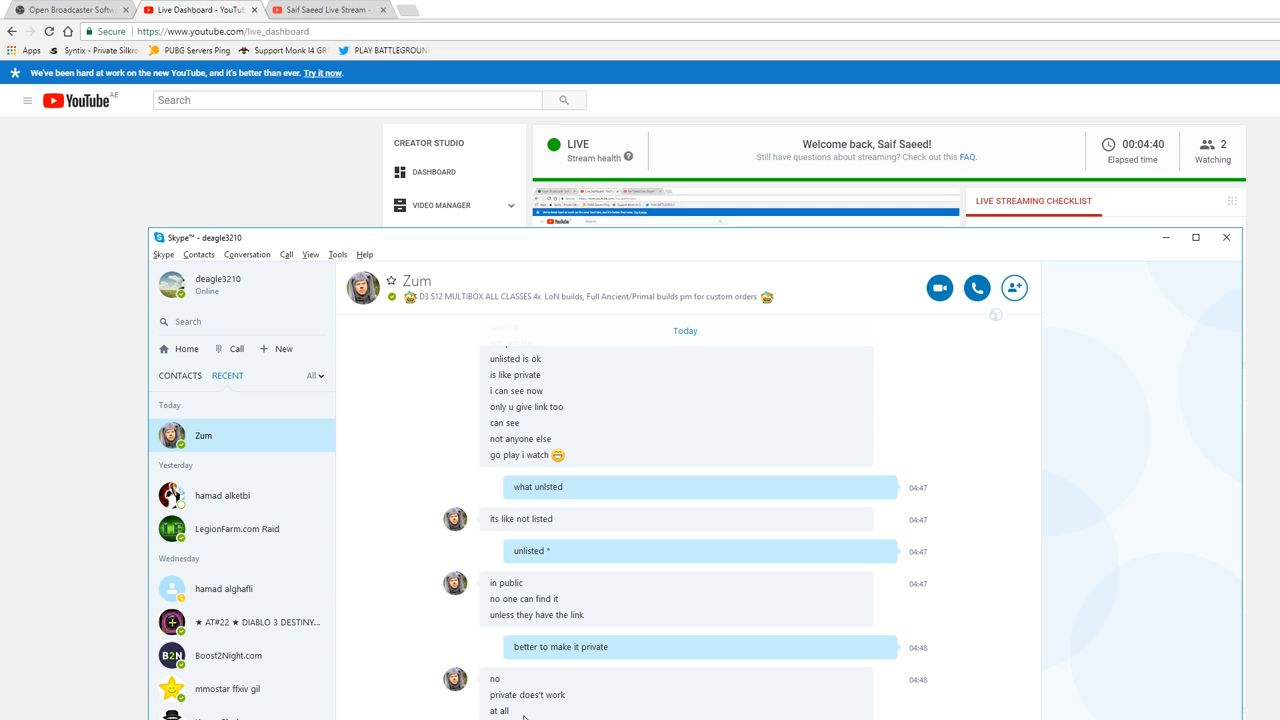 Open Broadcaster Softw
Live Dashboard - YouTu
Saif Saeed Live Stream -
Secure
https://www.youtube.com/live_dashboard
Apps
Syntix - Private Silkro
PUBG Servers Ping
Support Monk I4 GR
PLAY BATTLEGROUN
We've been hard at work on the new YouTube, and it's better than ever. Try it now.
YouTube AE
Search
CREATOR STUDIO
DASHBOARD
VIDEO MANAGER
LIVE
Stream health
Welcome back, Saif Saeed!
Still have questions about streaming? Check out this FAQ.
00:04:40
Elapsed time
2
Watching
LIVE STREAMING CHECKLIST
Skype™ - deagle3210
Skype Contacts Conversation Call View Tools Help
deagle3210
Online
Search
Home Call New
CONTACTS RECENT All
Today
Zum
Yesterday
hamad alketbi
LegionFarm.com Raid
Wednesday
hamad alghafli
★ AT#22 ★ DIABLO 3 DESTINY...
B2N
Boost2Night.com
mmostar ffxiv gil
Zum
D3 S12 MULTIBOX ALL CLASSES 4x LoN builds, Full Ancient/Primal builds pm for custom orders
Today
unlisted is ok
is like private
i can see now
only u give link too
can see
not anyone else
go play i watch
what unlsted 04:47
its like not listed 04:47
unlisted * 04:47
in public 04:47
no one can find it
unless they have the link
better to make it private 04:48
no 04:48
private does't work
at all